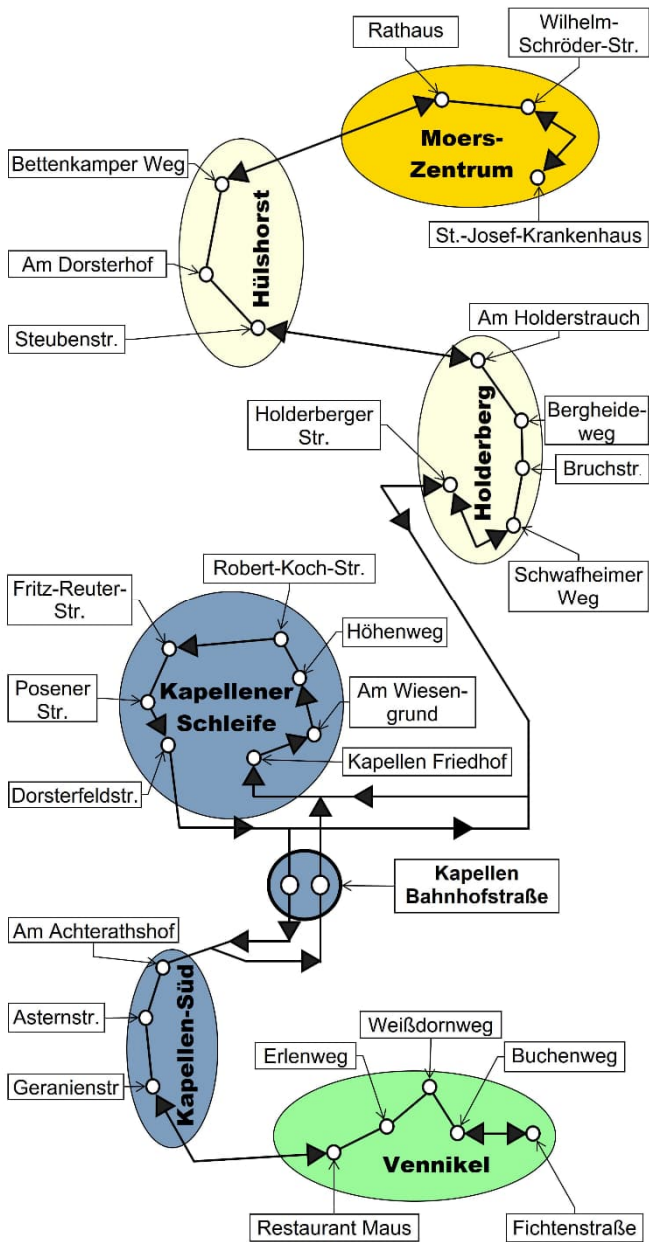 Wilhelm-
Schröder-Str.
Rathaus
Moers-
Zentrum
Bettenkamper Weg
Hülshorst
St.-Josef-Krankenhaus
Am Dorsterhof
Steubenstr.
Am Holderstrauch
Holderberg
Holderberger
Str.
Bergheide-
weg
Bruchstr.
Schwafheimer
Weg
Robert-Koch-Str.
Fritz-Reuter-
Str.
Höhenweg
Kapellener
Schleife
Posener
Str.
Am Wiesen-
grund
Kapellen Friedhof
Dorsterfeldstr.
Kapellen
Bahnhofstraße
Am Achterathshof
Kapellen-Süd
Asternstr.
Geranienstr
Weißdornweg
Erlenweg
Buchenweg
Vennikel
Restaurant Maus
Fichtenstraße